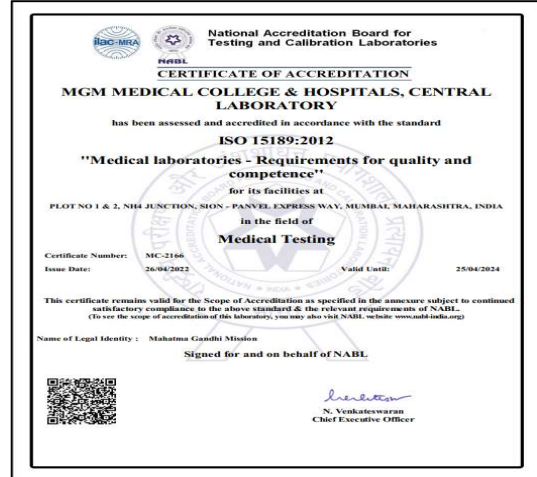 ilac-MRA
NABL
National Accreditation Board for
Testing and Calibration Laboratories
CERTIFICATE OF ACCREDITATION
MGM MEDICAL COLLEGE & HOSPITALS, CENTRAL
LABORATORY
has been assessed and accredited in accordance with the standard
ISO 15189:2012
"Medical laboratories - Requirements for quality and
competence"
for its facilities at
PLOT NO 1 & 2, NH4 JUNCTION, SION - PANVEL EXPRESS WAY, MUMBAI, MAHARASHTRA, INDIA
in the field of
Medical Testing
Certificate Number: MC-2166
Issue Date: 26/04/2022 Valid Until: 25/04/2024
This certificate remains valid for the Scope of Accreditation as specified in the annexure subject to continued
satisfactory compliance to the above standard & the relevant requirements of NABL.
(To see the scope of accreditation of this laboratory, you may also visit NABL website www.nabl-india.org)
Name of Legal Identity : Mahatma Gandhi Mission
Signed for and on behalf of NABL
N. Venkateswaran
Chief Executive Officer